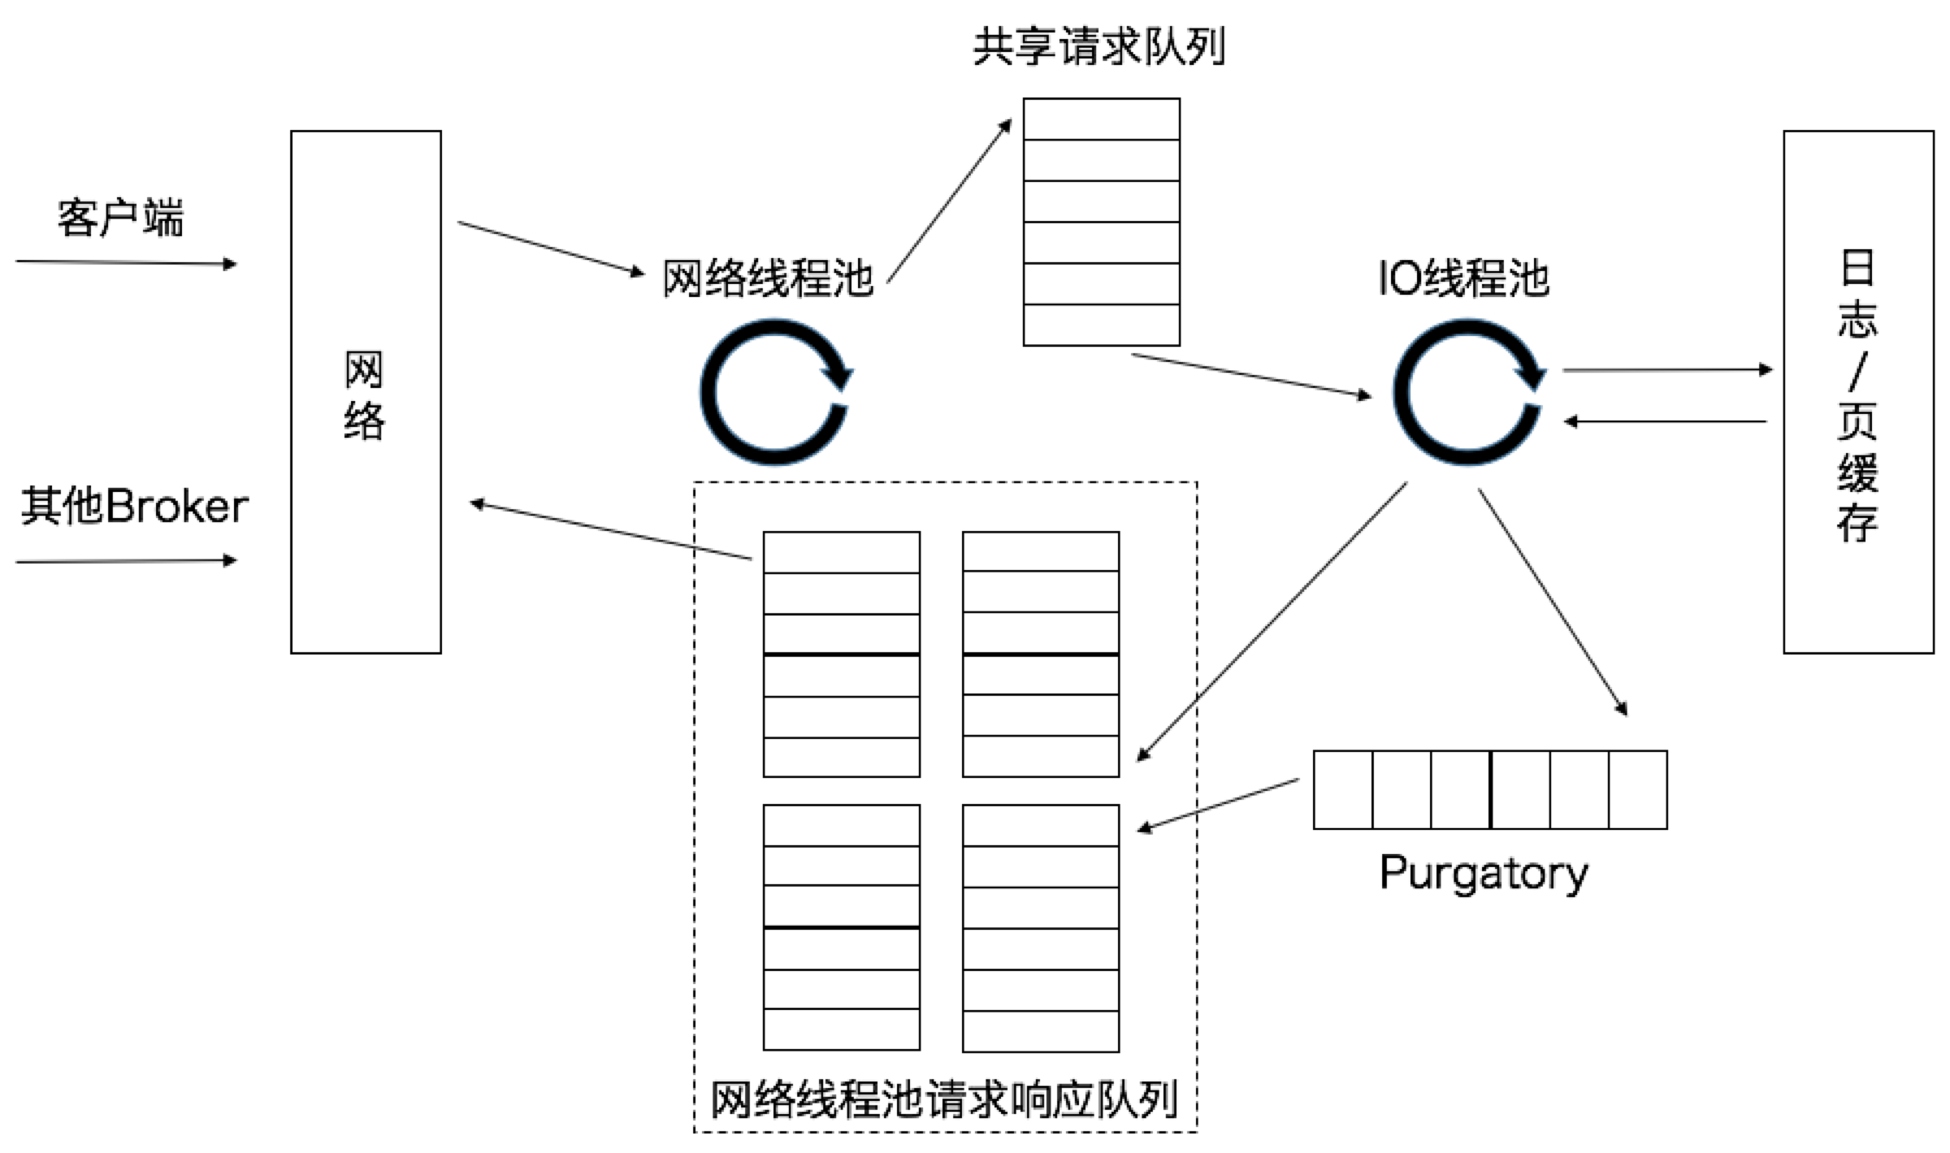 共享请求队列
客户端
网络线程池
IO线程池
网络
日志/页缓存
其他Broker
Purgatory
网络线程池请求响应队列